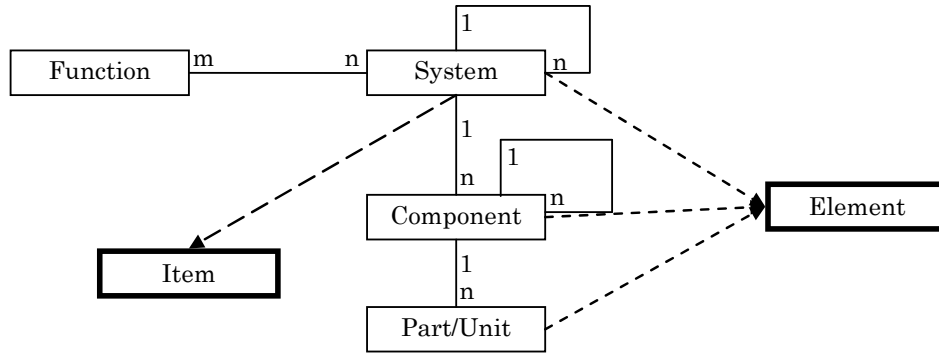 1
Function
m
n
System
n
1
n
1
n
Component
Element
Item
1
n
Part/Unit